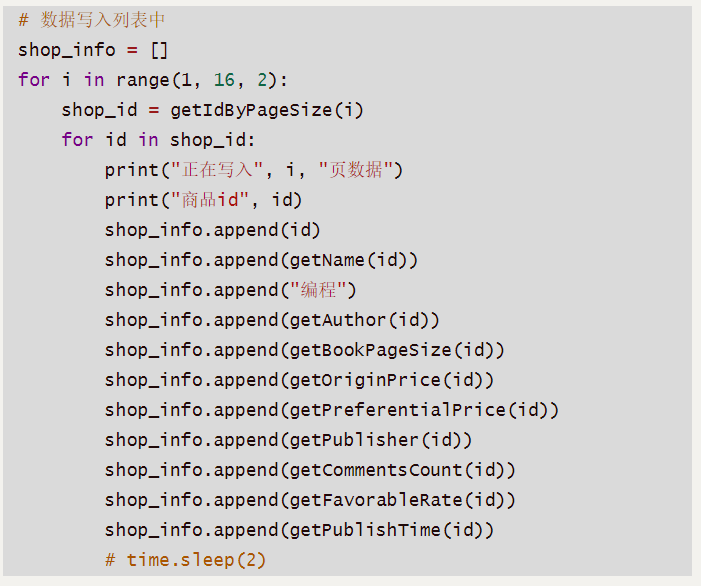 # 数据写入列表中
shop_info = []
for i in range(1, 16, 2):
    shop_id = getIdByPageSize(i)
    for id in shop_id:
        print("正在写入", i, "页数据")
        print("商品id", id)
        shop_info.append(id)
        shop_info.append(getName(id))
        shop_info.append("编程")
        shop_info.append(getAuthor(id))
        shop_info.append(getBookPageSize(id))
        shop_info.append(getOriginPrice(id))
        shop_info.append(getPreferentialPrice(id))
        shop_info.append(getPublisher(id))
        shop_info.append(getCommentsCount(id))
        shop_info.append(getFavorableRate(id))
        shop_info.append(getPublishTime(id))
        # time.sleep(2)